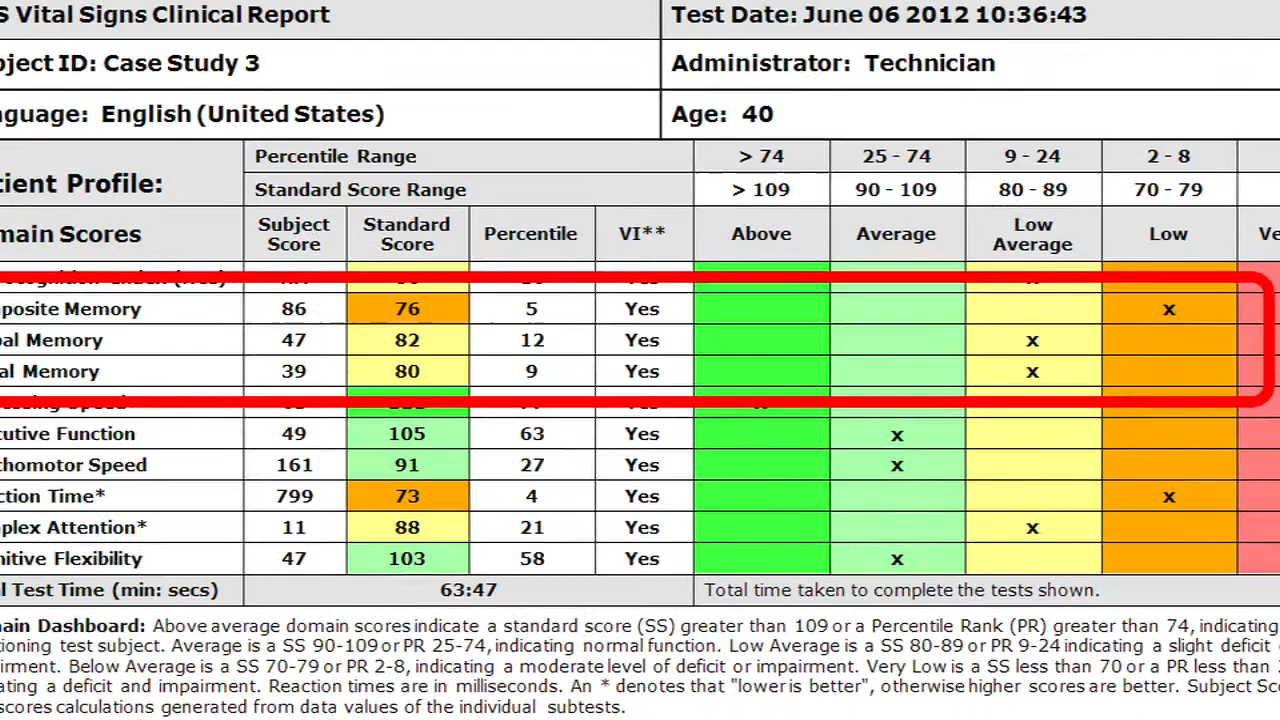 S Vital Signs Clinical Report Test Date: June 06 2012 10:36:43
ject ID: Case Study 3 Administrator: Technician
guage: English (United States) Age: 40
Percentile Range > 74 25 - 74 9 - 24 2 - 8
tient Profile:
Standard Score Range > 109 90 - 109 80 - 89 70 - 79
main Scores Subject Score Standard Score Percentile VI** Above Average Low Average Low Ve
posite Memory 86 76 5 Yes x
bal Memory 47 82 12 Yes x
al Memory 39 80 9 Yes x
cutive Function 49 105 63 Yes x
chomotor Speed 161 91 27 Yes x
ction Time* 799 73 4 Yes x
plex Attention* 11 88 21 Yes x
nitive Flexibility 47 103 58 Yes x
l Test Time (min: secs) 63:47 Total time taken to complete the tests shown.
main Dashboard: Above average domain scores indicate a standard score (SS) greater than 109 or a Percentile Rank (PR) greater than 74, indicating
tioning test subject. Average is a SS 90-109 or PR 25-74, indicating normal function. Low Average is a SS 80-89 or PR 9-24 indicating a slight deficit
irment. Below Average is a SS 70-79 or PR 2-8, indicating a moderate level of deficit or impairment. Very Low is a SS less than 70 or a PR less than
ating a deficit and impairment. Reaction times are in milliseconds. An * denotes that "lower is better", otherwise higher scores are better. Subject Sc
scores calculations generated from data values of the individual subtests.